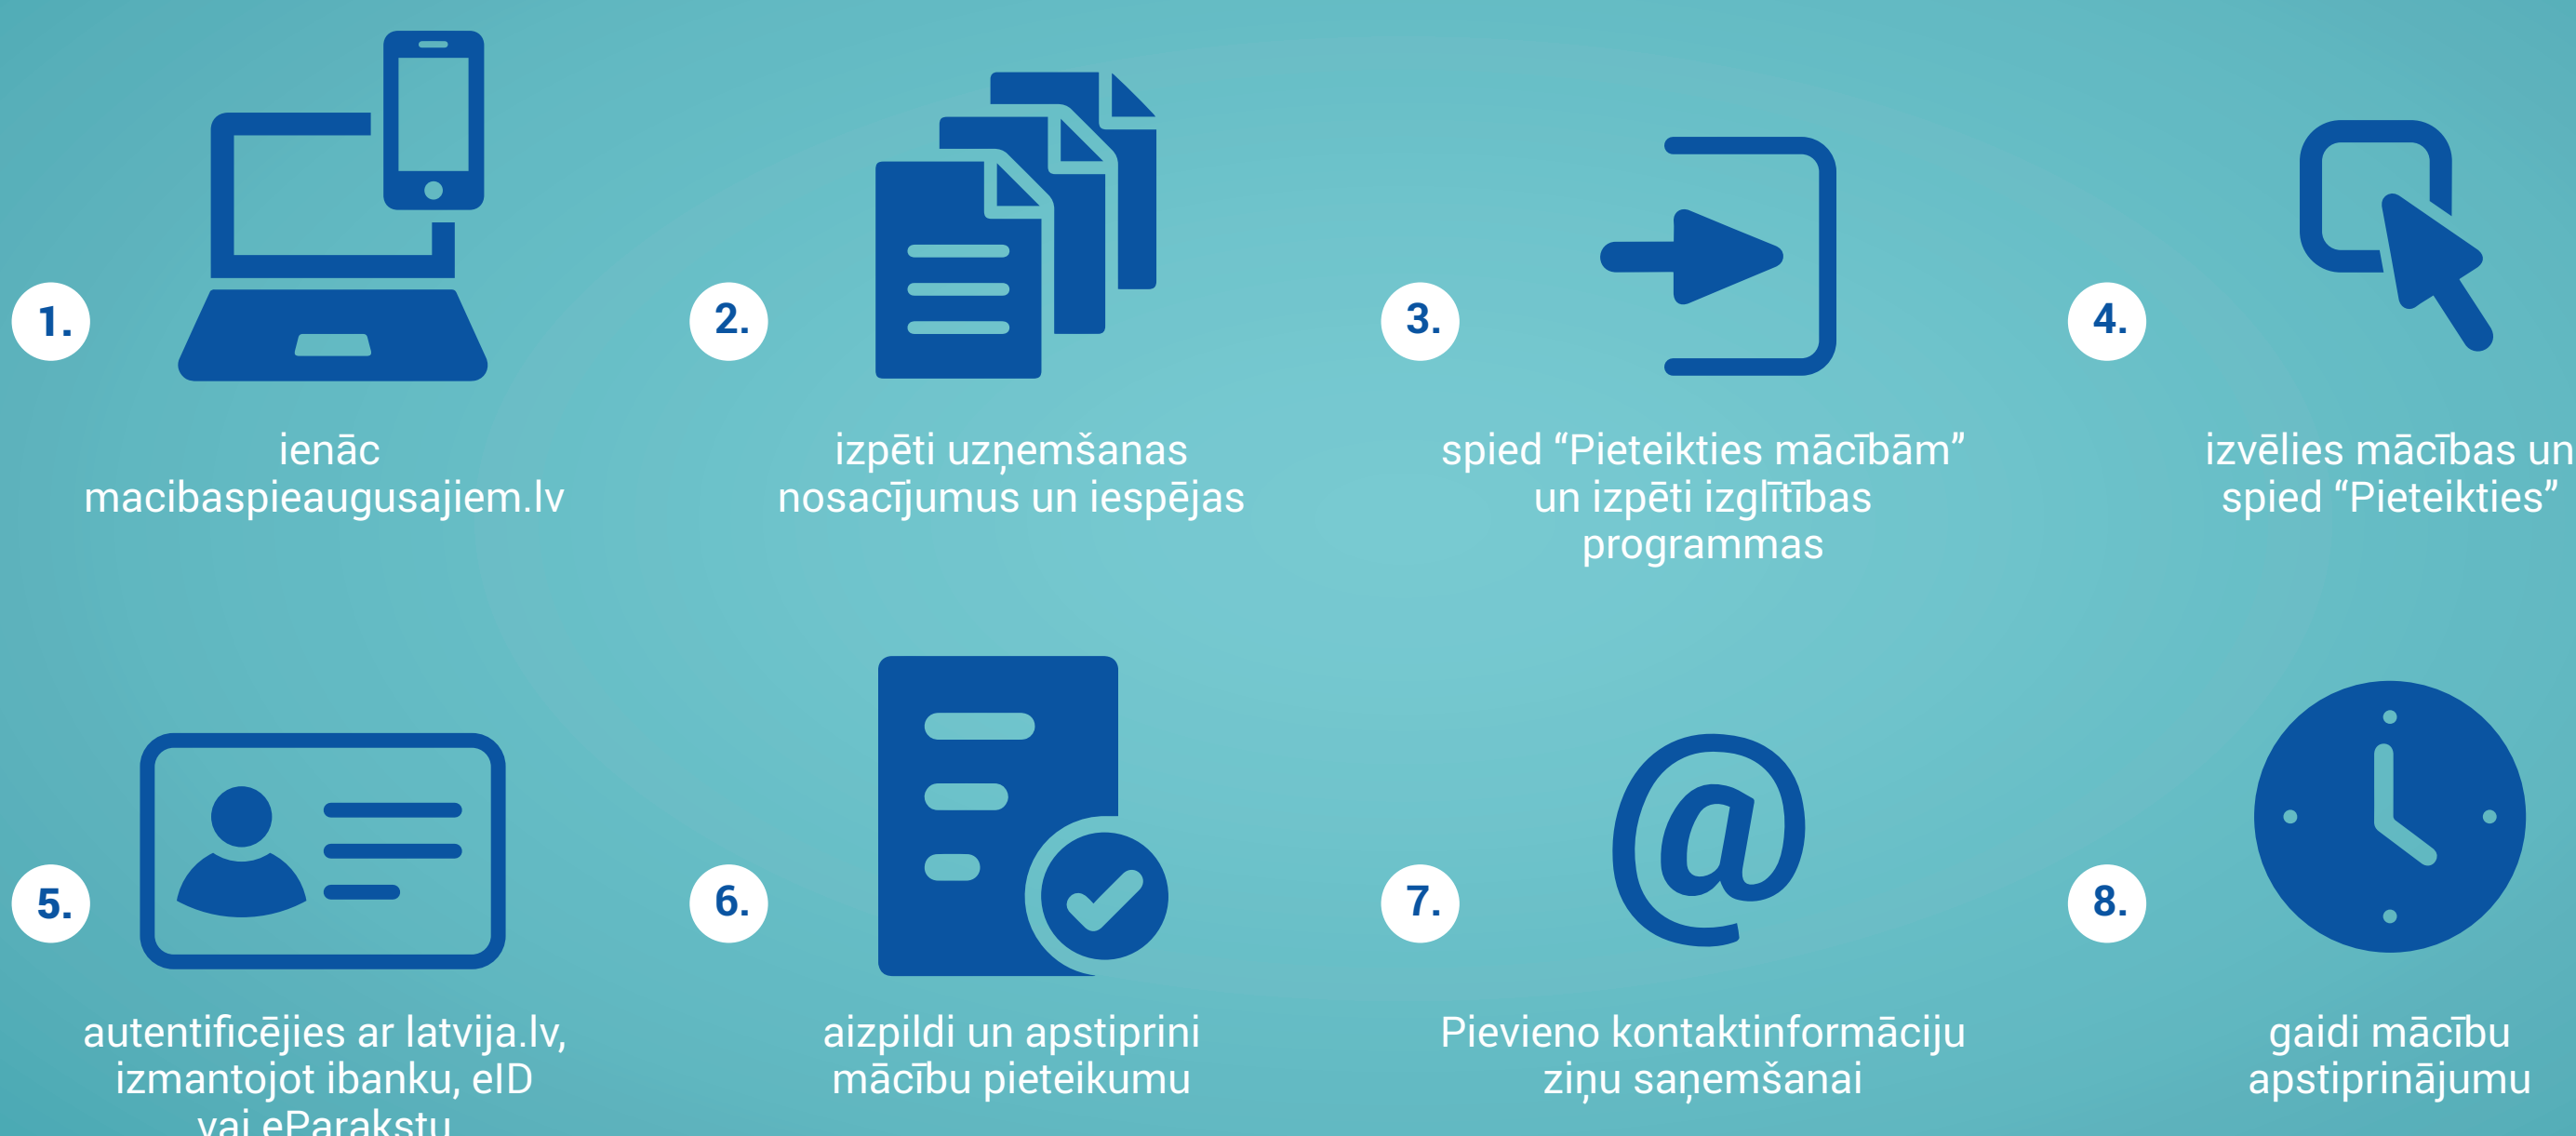 1.
ienāc
macibaspieaugusajiem.lv
2.
izpēti uzņemšanas
nosacījumus un iespējas
3.
spied “Pieteikties mācībām”
un izpēti izglītības
programmas
4.
izvēlies mācības un
spied “Pieteikties”
5.
autentificējies ar latvija.lv,
izmantojot ibanku, eID
vai eParakstu
6.
aizpildi un apstiprini
mācību pieteikumu
7.
@
Pievieno kontaktinformāciju
ziņu saņemšanai
8.
gaidi mācību
apstiprinājumu